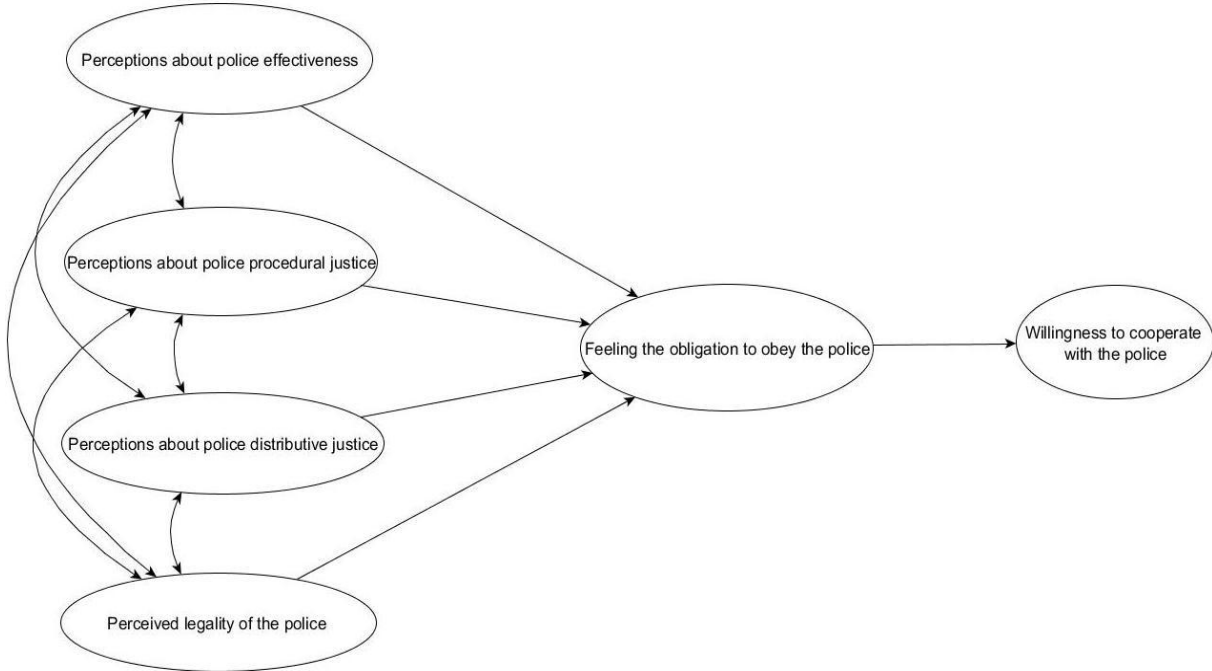 Perceptions about police effectiveness
Perceptions about police procedural justice
Perceptions about police distributive justice
Perceived legality of the police
Feeling the obligation to obey the police
Willingness to cooperate
with the police